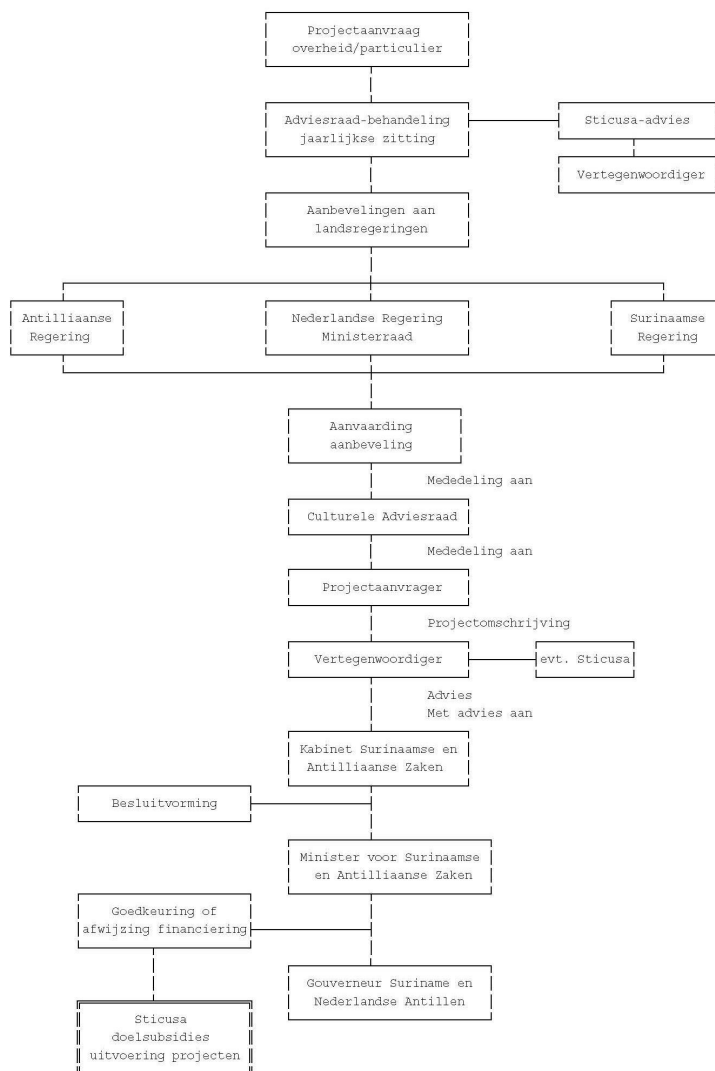 Projectaanvraag
overheid/particulier
Adviesraad-behandeling
jaarlijkse zitting
Sticusa-advies
Vertegenwoordiger
Aanbevelingen aan
landsregeringen
Antilliaanse
Regering
Nederlandse Regering
Ministerraad
Surinaamse
Regering
Aanvaarding
aanbeveling
Mededeling aan
Culturele Adviesraad
Mededeling aan
Projectaanvrager
Projectomschrijving
Vertegenwoordiger
evt. Sticusa
Advies
Met advies aan
Kabinet Surinaamse en
Antilliaanse Zaken
Besluitvorming
Minister voor Surinaamse
en Antilliaanse Zaken
Goedkeuring of
afwijzing financiering
Gouverneur Suriname en
Nederlandse Antillen
Sticusa
doelsubsidies
uitvoering projecten